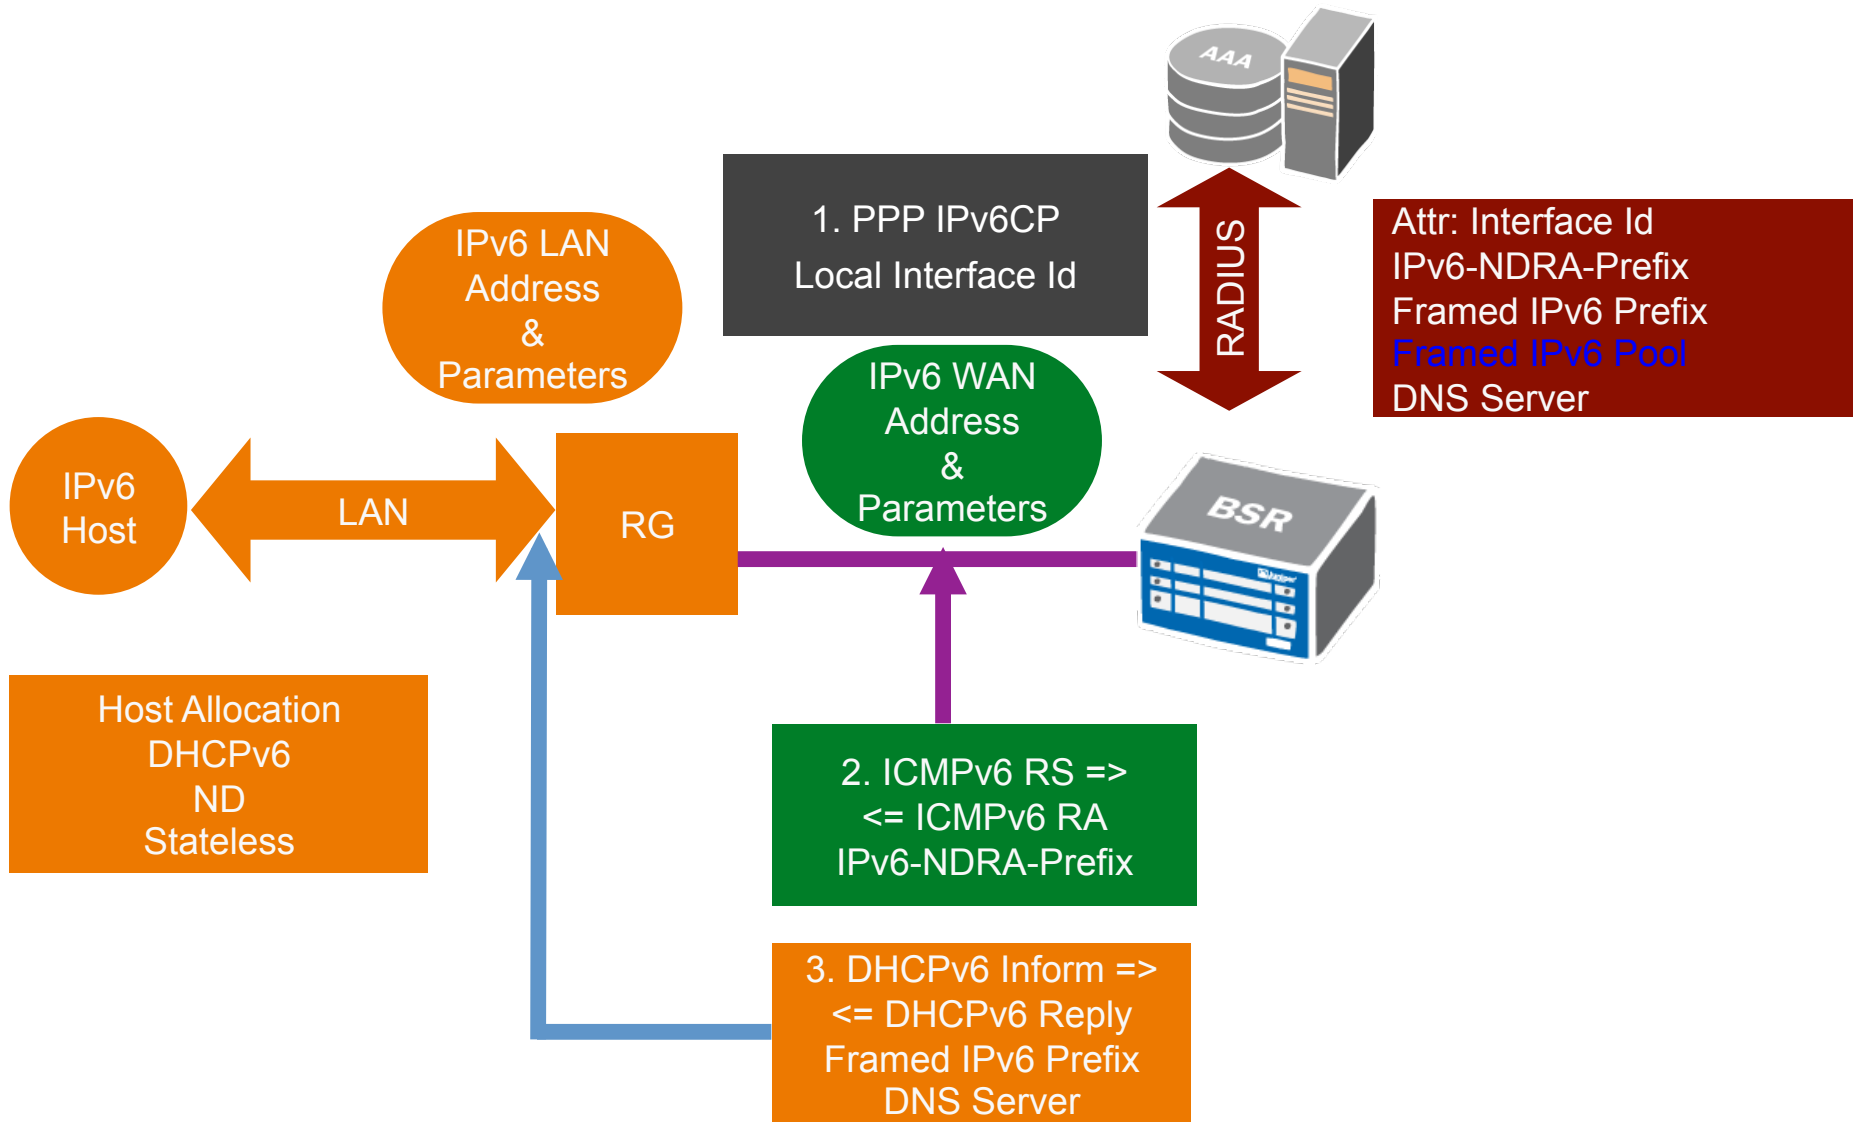 AAA
1. PPP IPv6CP
Local Interface Id
RADIUS
Attr: Interface Id
IPv6-NDRA-Prefix
Framed IPv6 Prefix
Framed IPv6 Pool
DNS Server
IPv6 LAN
Address
&
Parameters
IPv6 WAN
Address
&
Parameters
IPv6
Host
LAN
RG
BSR
Juniper
Host Allocation
DHCPv6
ND
Stateless
2. ICMPv6 RS =>
<= ICMPv6 RA
IPv6-NDRA-Prefix
3. DHCPv6 Inform =>
<= DHCPv6 Reply
Framed IPv6 Prefix
DNS Server